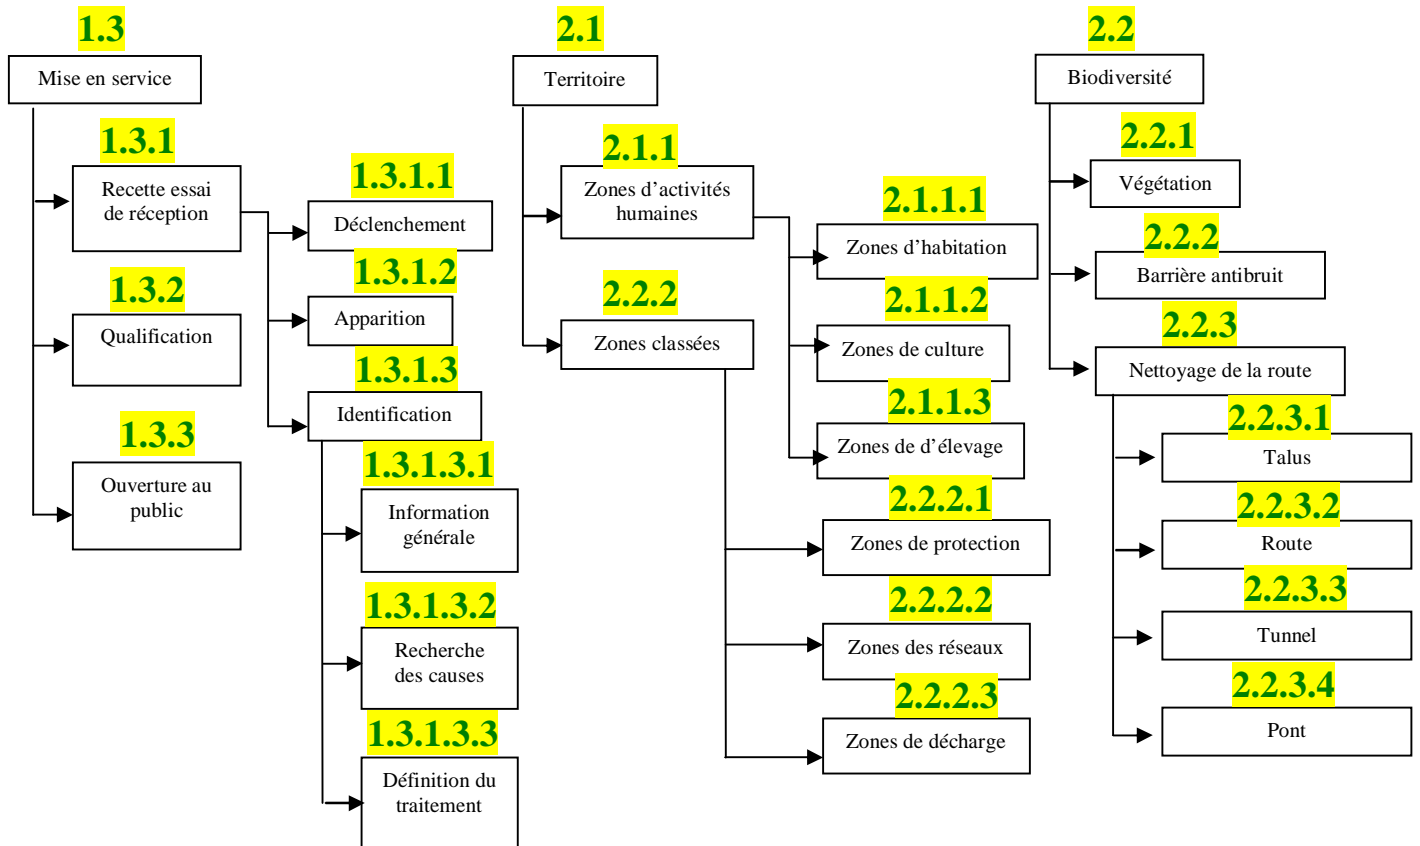 1.3
Mise en service
1.3.1
Recette essai
de réception
1.3.1.1
Déclenchement
1.3.1.2
Apparition
1.3.1.3
Identification
1.3.1.3.1
Information
générale
1.3.1.3.2
Recherche
des causes
1.3.1.3.3
Définition du
traitement
1.3.2
Qualification
1.3.3
Ouverture au
public
2.1
Territoire
2.1.1
Zones d’activités
humaines
2.1.1.1
Zones d’habitation
2.1.1.2
Zones de culture
2.1.1.3
Zones de d’élevage
2.2.2
Zones classées
2.2.2.1
Zones de protection
2.2.2.2
Zones des réseaux
2.2.2.3
Zones de décharge
2.2
Biodiversité
2.2.1
Végétation
2.2.2
Barrière antibruit
2.2.3
Nettoyage de la route
2.2.3.1
Talus
2.2.3.2
Route
2.2.3.3
Tunnel
2.2.3.4
Pont